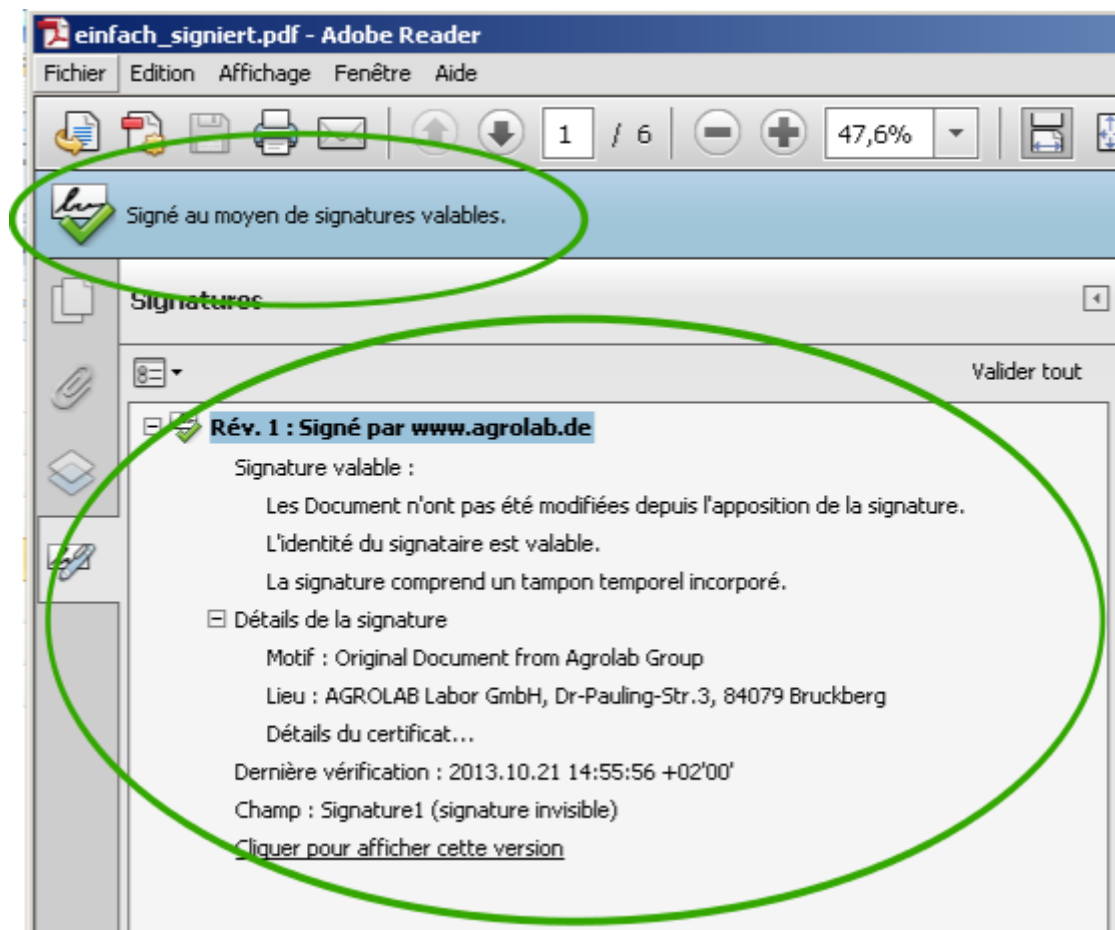 einfach_signiert.pdf - Adobe Reader
Fichier Edition Affichage Fenêtre Aide
1 / 6 47,6%
Signé au moyen de signatures valables.
Signatures
Valider tout
Rév. 1 : Signé par www.agrolab.de
Signature valable :
Les Document n'ont pas été modifiées depuis l'apposition de la signature.
L'identité du signataire est valable.
La signature comprend un tampon temporel incorporé.
Détails de la signature
Motif : Original Document from Agrolab Group
Lieu : AGROLAB Labor GmbH, Dr-Pauling-Str.3, 84079 Bruckberg
Détails du certificat...
Dernière vérification : 2013.10.21 14:55:56 +02'00'
Champ : Signature1 (signature invisible)
Cliquer pour afficher cette version